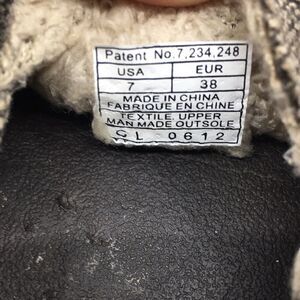 Patent No.7,234,248
USA EUR
7 38
MADE IN CHINA
FABRIQUE EN CHINE
TEXTILE UPPER
MAN MADE OUTSOLE
CL 0612